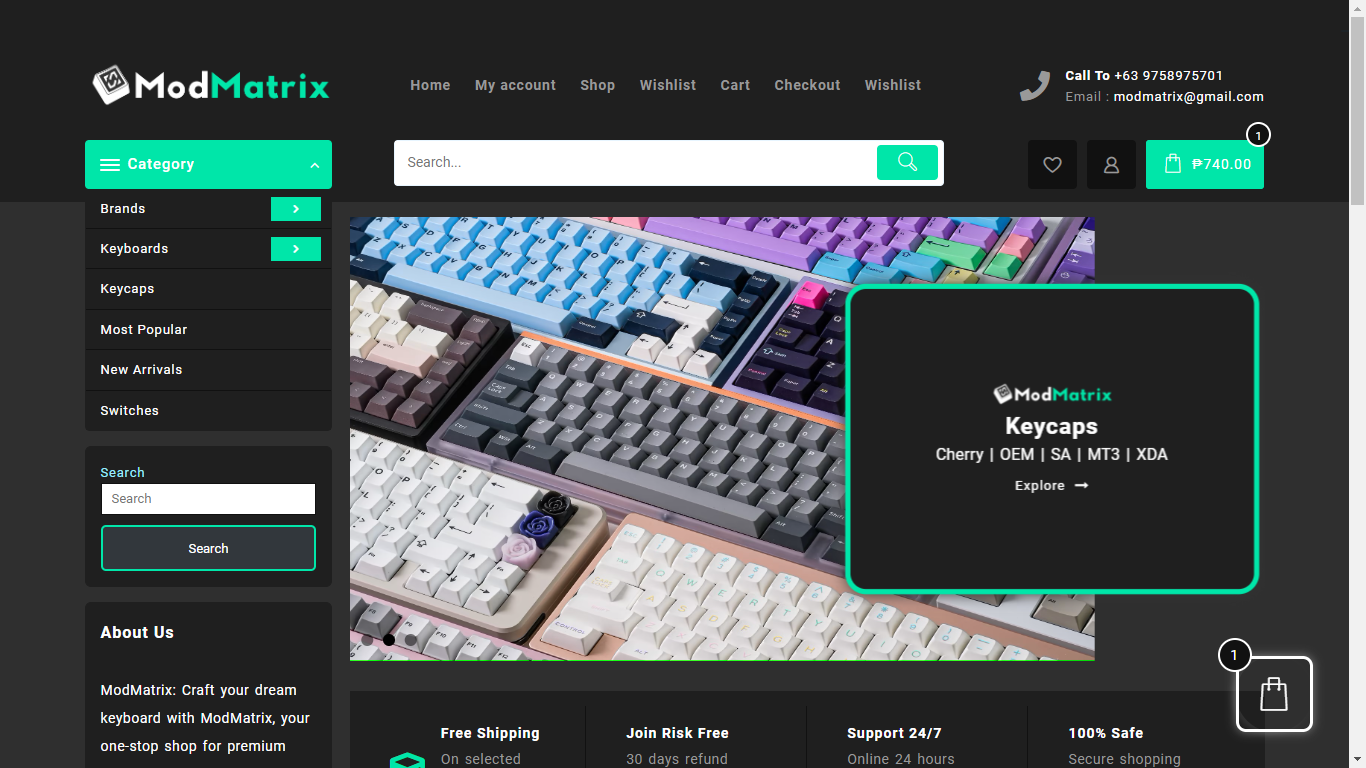 ModMatrix
Home My account Shop Wishlist Cart Checkout Wishlist
Call To +63 9758975701
Email : modmatrix@gmail.com
Category
Search...
1
₱740.00
Brands
Keyboards
Keycaps
Most Popular
New Arrivals
Switches
Search
Search
Search
About Us
ModMatrix: Craft your dream
keyboard with ModMatrix, your
one-stop shop for premium
ModMatrix
Keycaps
Cherry | OEM | SA | MT3 | XDA
Explore
1
Free Shipping
On selected
Join Risk Free
30 days refund
Support 24/7
Online 24 hours
100% Safe
Secure shopping